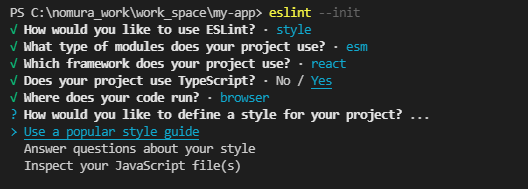 PS C:\nomura_work\work_space\my-app> eslint --init
√ How would you like to use ESLint? · style
√ What type of modules does your project use? · esm
√ Which framework does your project use? · react
√ Does your project use TypeScript? · No / Yes
√ Where does your code run? · browser
? How would you like to define a style for your project? ...
> Use a popular style guide
  Answer questions about your style
  Inspect your JavaScript file(s)